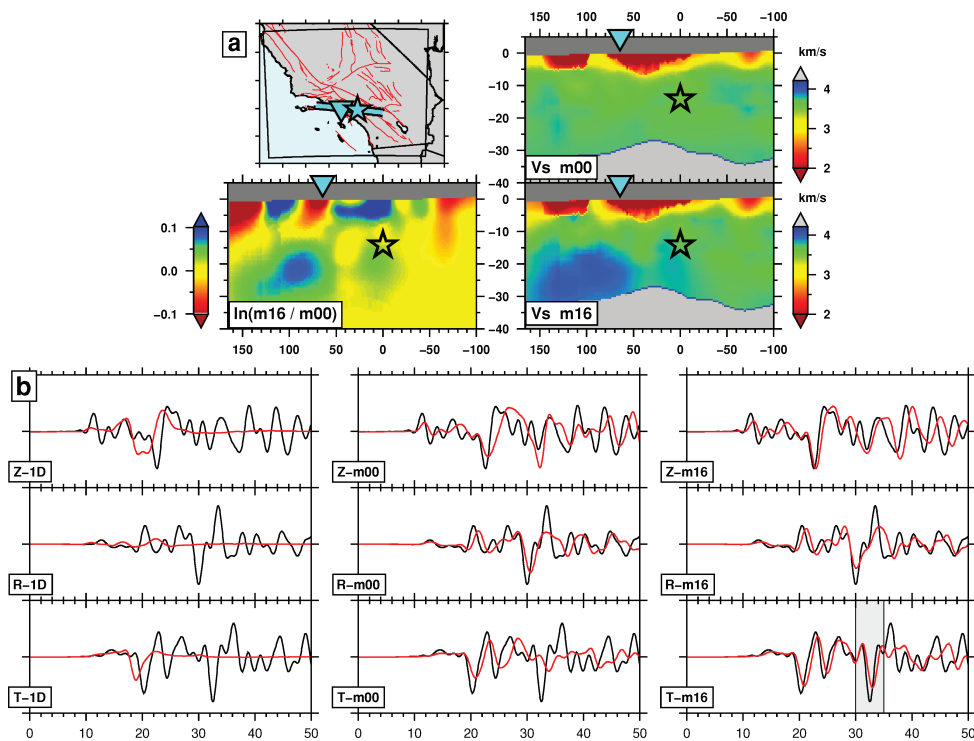 a
150 100 50 0 −50 −100
0
−10
−20
−30
Vs m00
km/s
4
3
2
0.1
0.0
−0.1
ln(m16 / m00)
−40
0
−10
−20
−30
−40
Vs m16
km/s
4
3
2
150 100 50 0 −50 −100
150 100 50 0 −50 −100
b
Z−1D
Z−m00
Z−m16
R−1D
R−m00
R−m16
T−1D
T−m00
T−m16
0 10 20 30 40 50
0 10 20 30 40 50
0 10 20 30 40 50